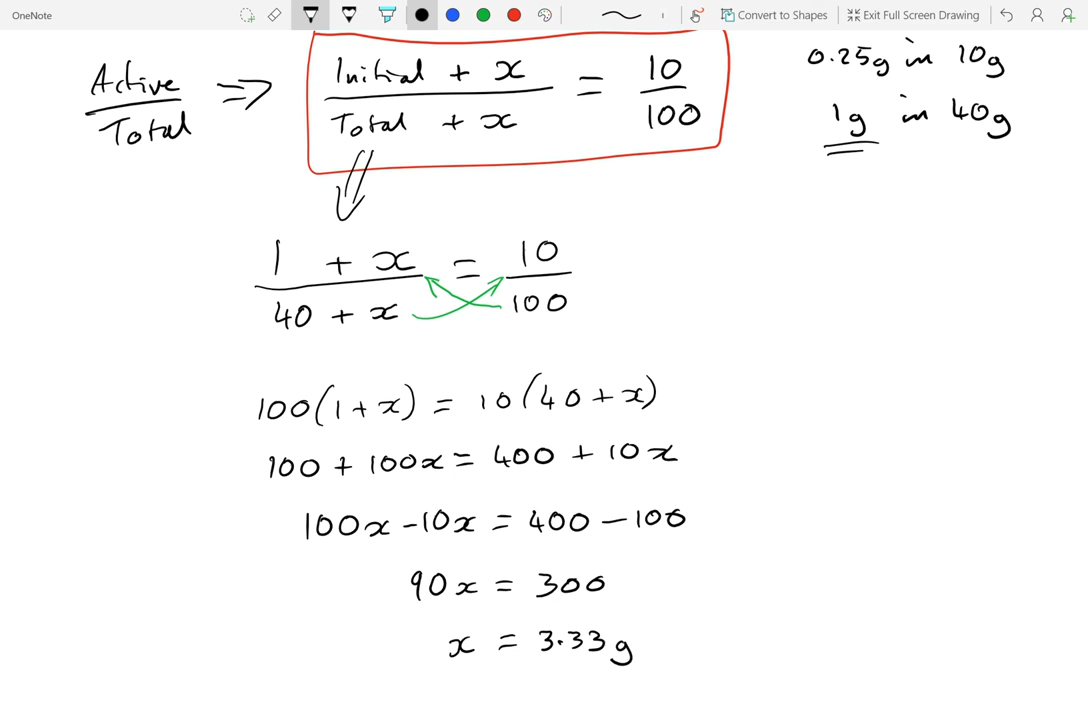 OneNote
Convert to Shapes
Exit Full Screen Drawing
Active
Total
⇒
Initial + x
Total + x
=
10
100
0.25g in 10g
1g in 40g
1 + x
40 + x
=
10
100
100(1+x) = 10(40+x)
100 + 100x = 400 + 10x
100x - 10x = 400 - 100
90x = 300
x = 3.33g